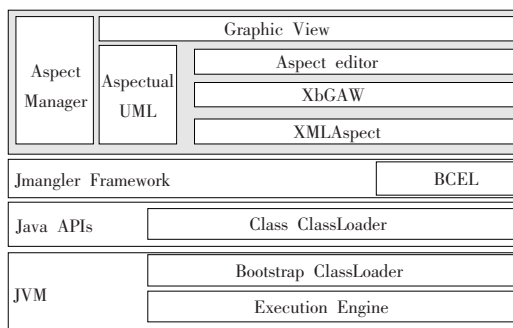 Graphic View
Aspect
Manager
Aspectual
UML
Aspect editor
XbGAW
XMLAspect
Jmangler Framework
BCEL
Java APIs
Class ClassLoader
JVM
Bootstrap ClassLoader
Execution Engine